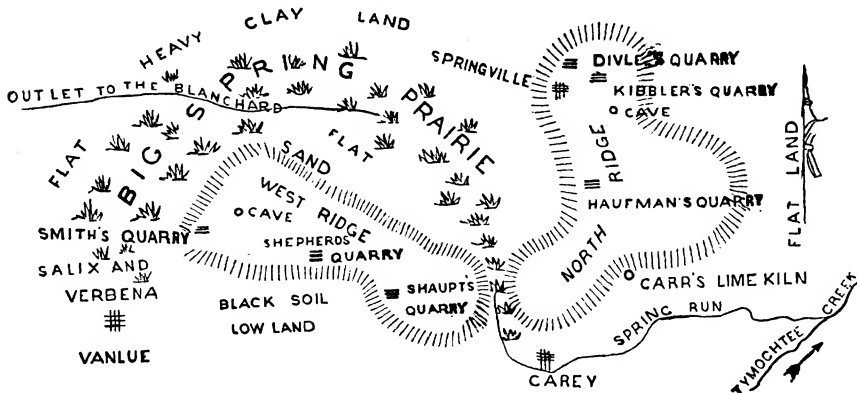 HEAVY CLAY LAND
BIG SPRING PRAIRIE
SPRINGVILLE
DIVLE'S QUARRY
KIBBLER'S QUARRY
CAVE
OUTLET TO THE BLANCHARD
FLAT
FLAT
SAND
WEST RIDGE
CAVE
NORTH RIDGE
HAUFMAN'S QUARRY
FLAT LAND
SMITH'S QUARRY
SHEPHERDS
QUARRY
SALIX AND
VERBENA
VANLUE
BLACK SOIL
LOW LAND
SHAUPT'S
QUARRY
CARR'S LIME KILN
SPRING RUN
CAREY
TYMOCHTEE CREEK